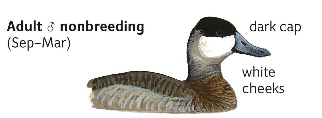 Adult ♂ nonbreeding
(Sep–Mar)
dark cap
white
cheeks